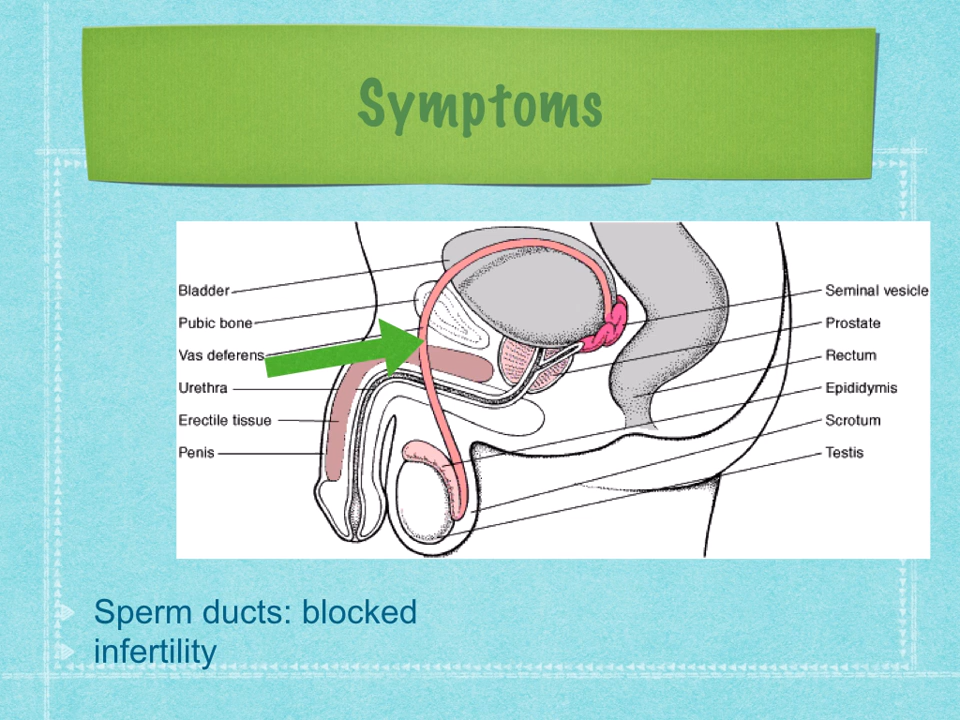 Symptoms
Bladder
Pubic bone
Vas deferens
Urethra
Erectile tissue
Penis
Seminal vesicle
Prostate
Rectum
Epididymis
Scrotum
Testis
Sperm ducts: blocked
infertility